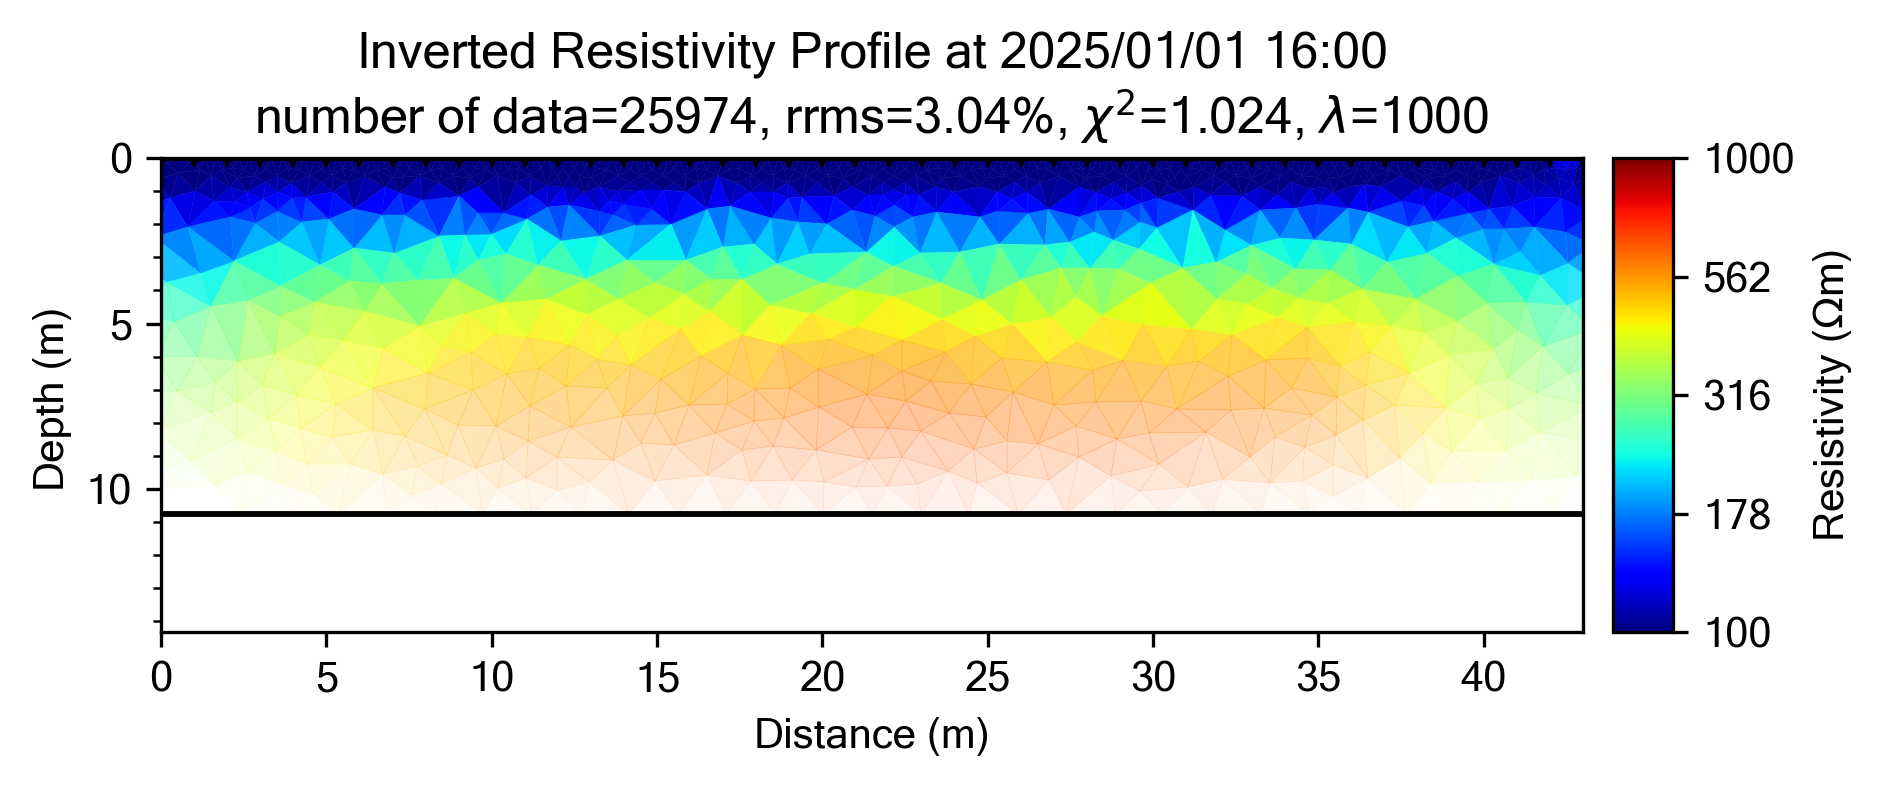 Inverted Resistivity Profile at 2025/01/01 16:00
number of data=25974, rrms=3.04%, χ²=1.024, λ=1000
0
5
10
Depth (m)
0 5 10 15 20 25 30 35 40
Distance (m)
1000
562
316
178
100
Resistivity (Ωm)